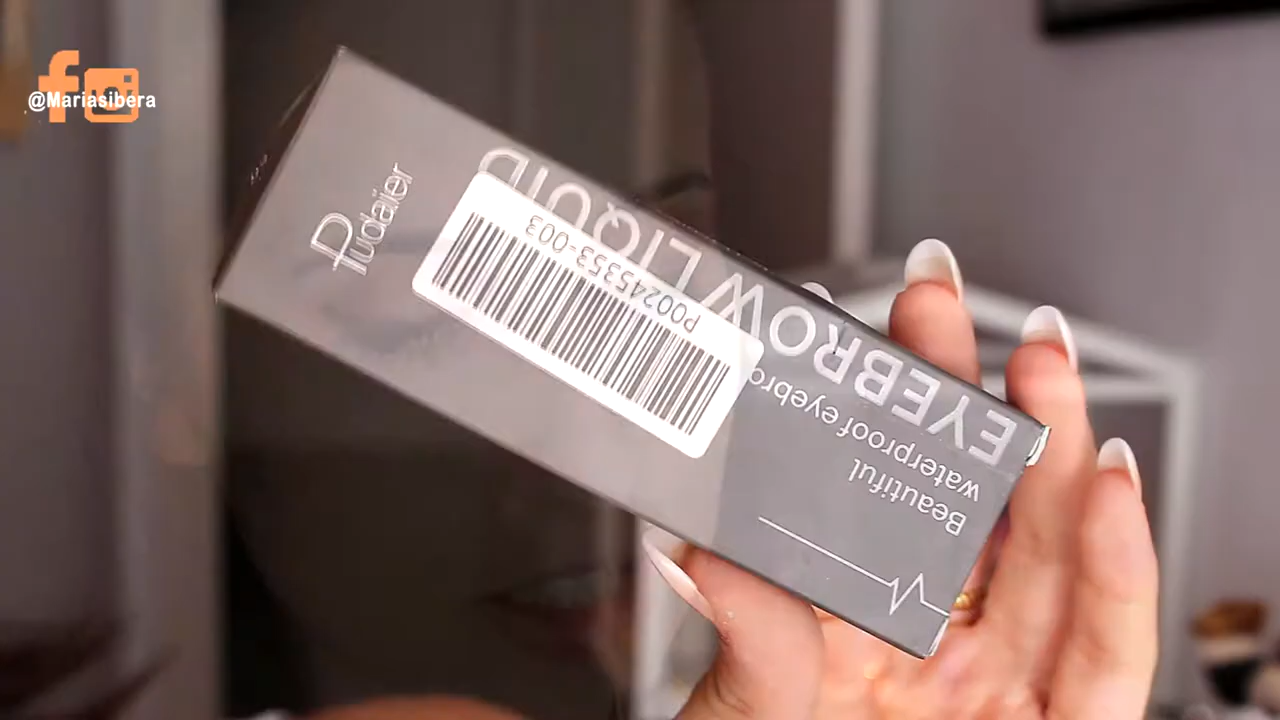 @Mariasibera
Pudaier
EYEBROW LIQUID
waterproof eyebro
Beautiful
P00245353-003